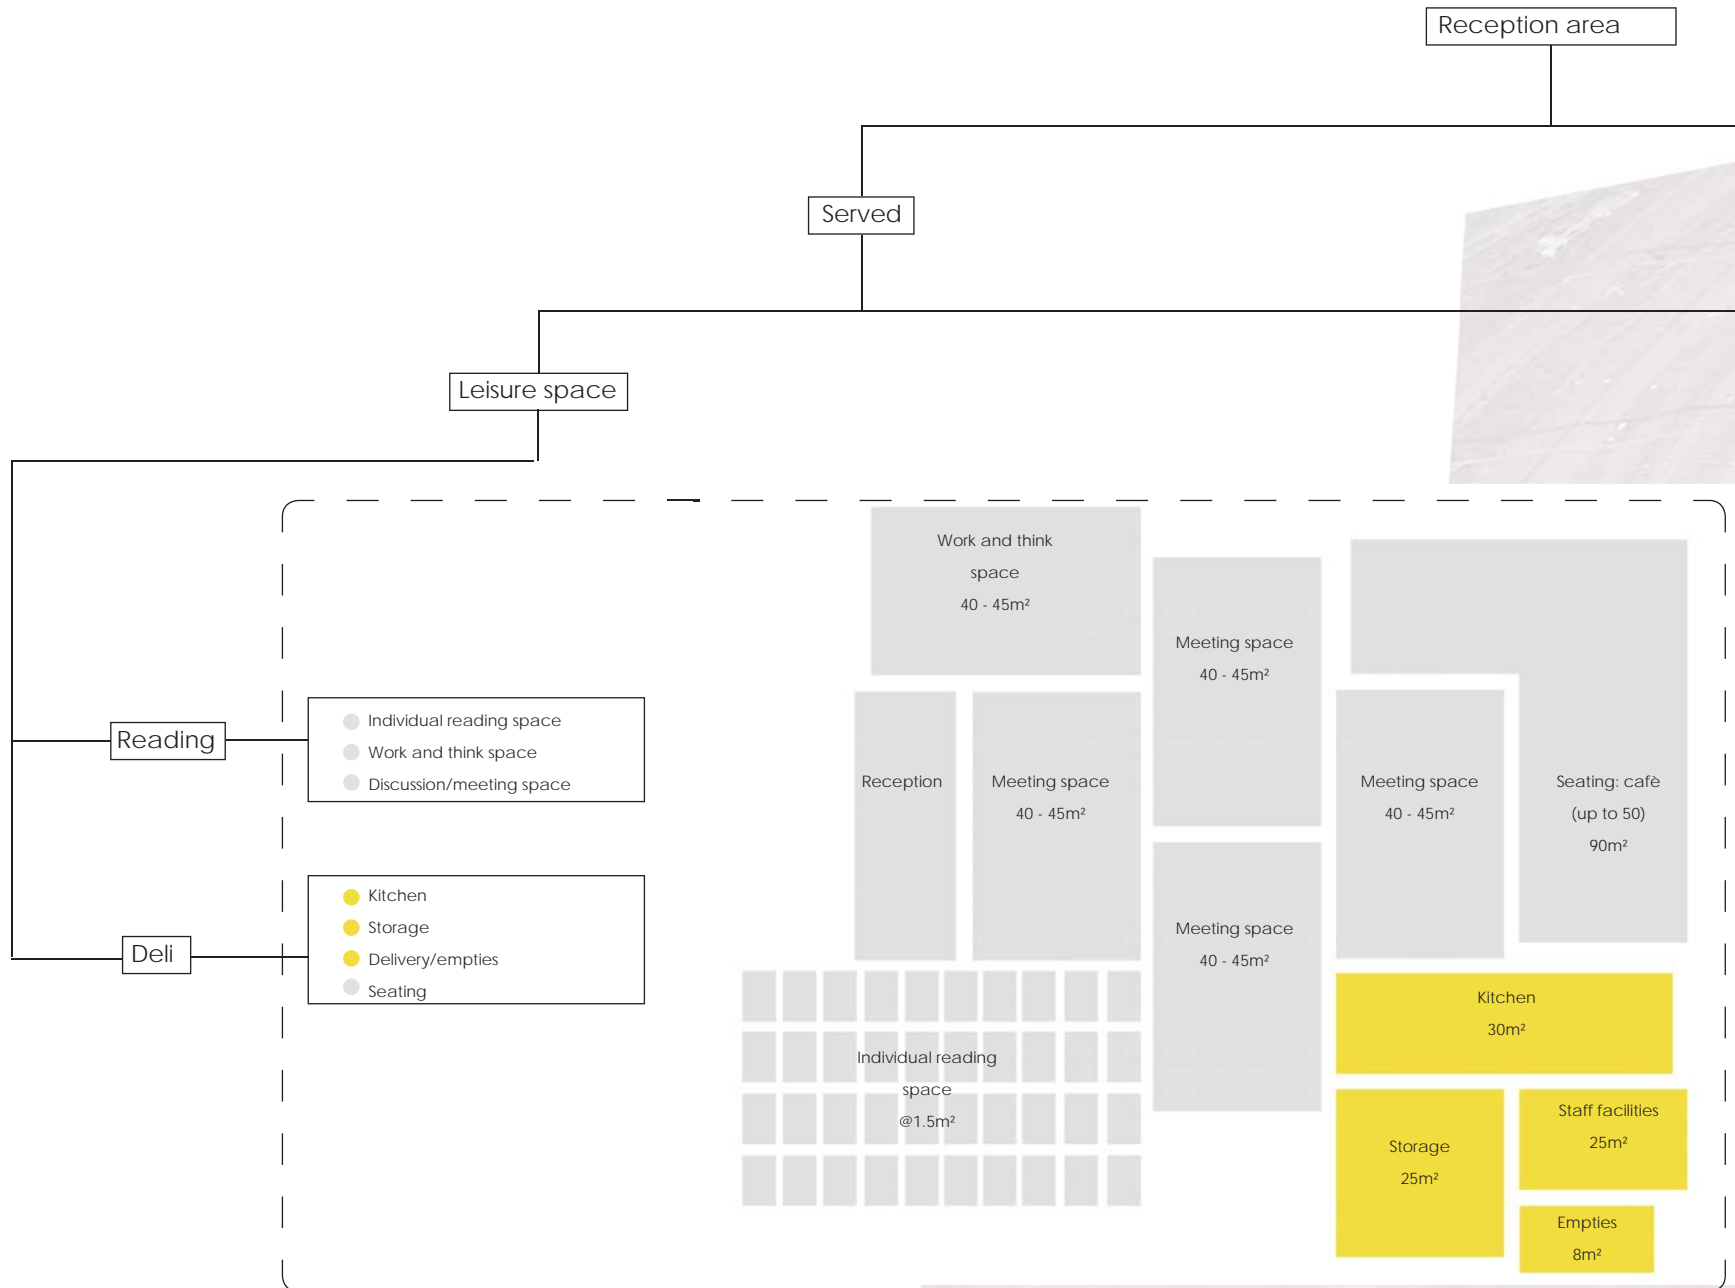 Reception area
Served
Leisure space
Work and think
space
40 - 45m²
Meeting space
40 - 45m²
Reading
Individual reading space
Work and think space
Discussion/meeting space
Reception
Meeting space
40 - 45m²
Meeting space
40 - 45m²
Seating: cafè
(up to 50)
90m²
Deli
Kitchen
Storage
Delivery/empties
Seating
Meeting space
40 - 45m²
Kitchen
30m²
Individual reading
space
@1.5m²
Storage
25m²
Staff facilities
25m²
Empties
8m²